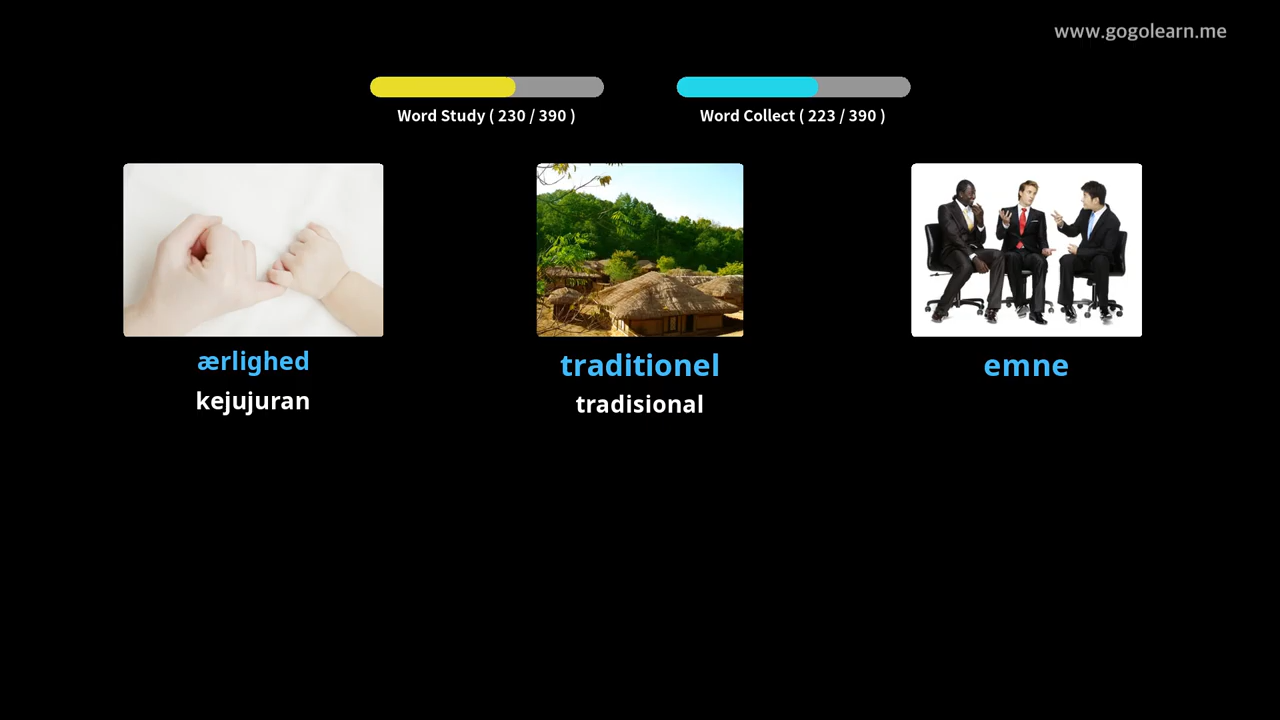 www.gogolearn.me
Word Study ( 230 / 390 )
Word Collect ( 223 / 390 )
ærlighed
kejujuran
traditionel
tradisional
emne